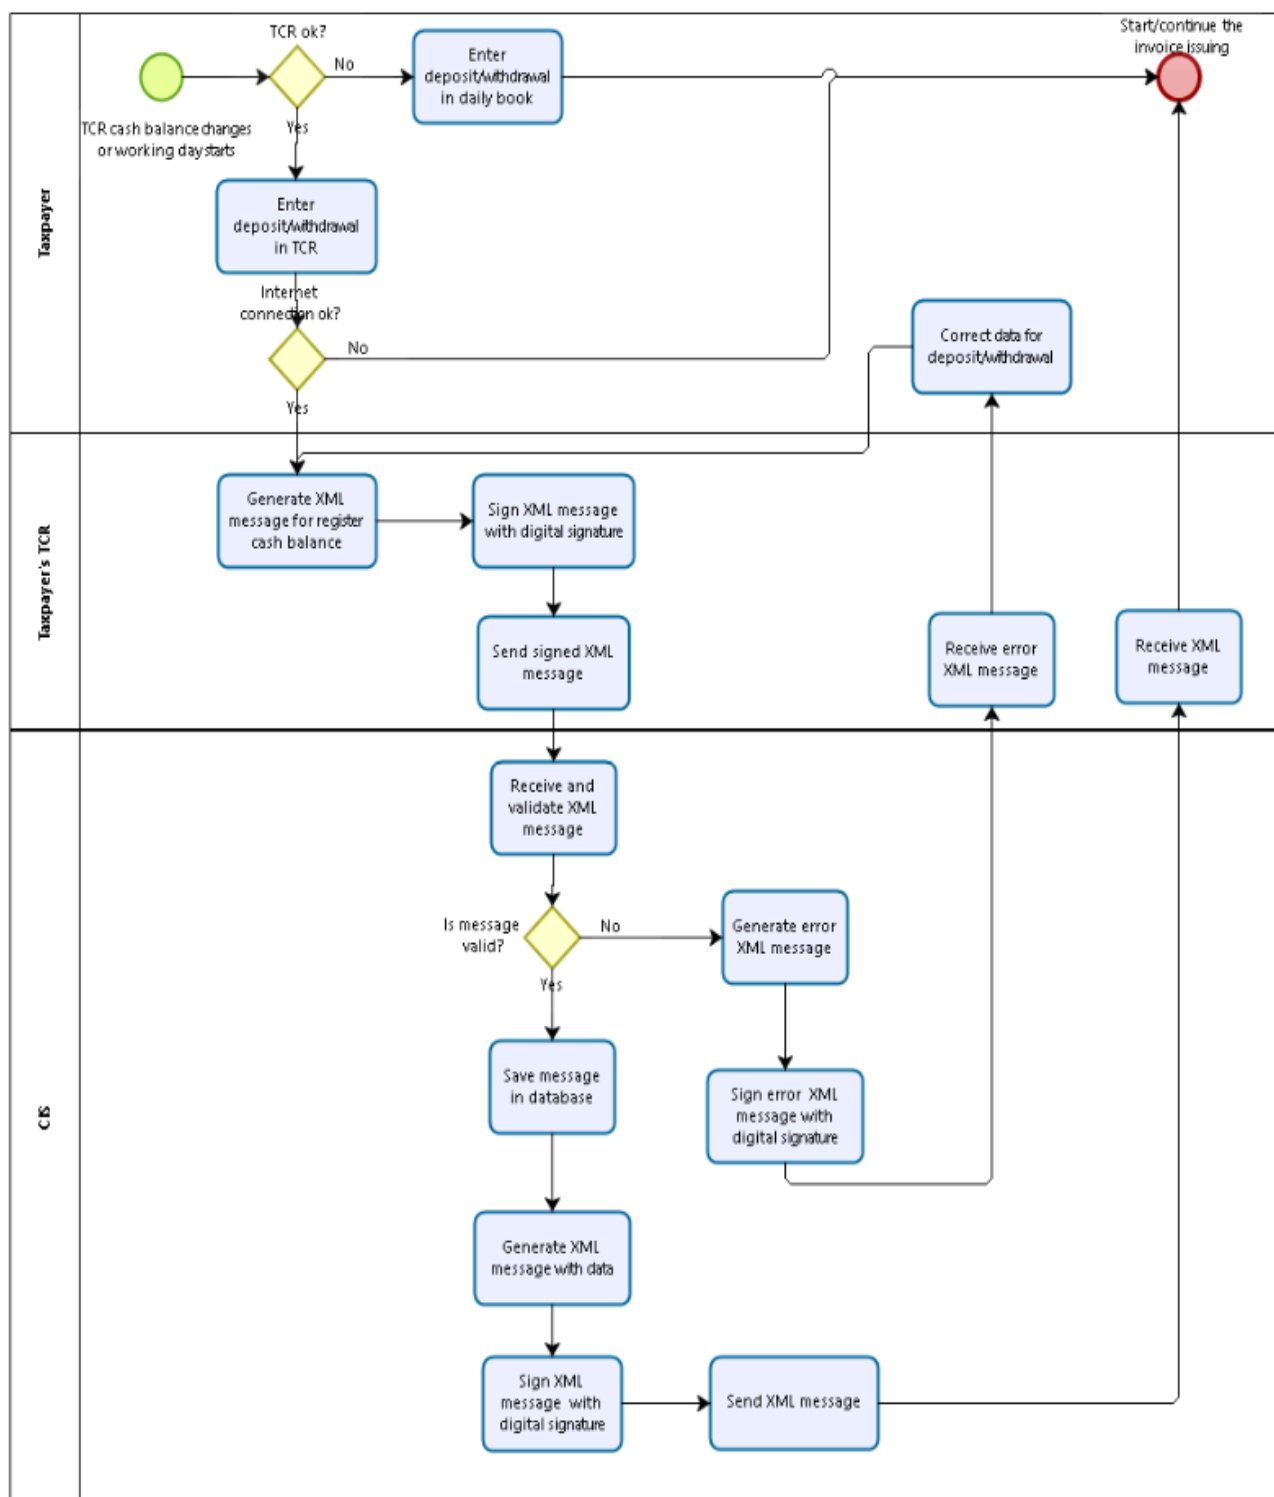 TCR ok?
Start/continue the
invoice issuing
No
Enter
deposit/withdrawal
in daily book
TCR cash balance changes
or working day starts
Yes
Taxpayer
Enter
deposit/withdrawal
in TCR
Internet
connection ok?
No
Correct data for
deposit/withdrawal
Yes
Taxpayer's TCR
Generate XML
message for register
cash balance
Sign XML message
with digital signature
Send signed XML
message
Receive error
XML message
Receive XML
message
CIS
Receive and
validate XML
message
Is message
valid?
No
Generate error
XML message
Yes
Save message
in database
Sign error XML
message with
digital signature
Generate XML
message with data
Sign XML
message with
digital signature
Send XML message